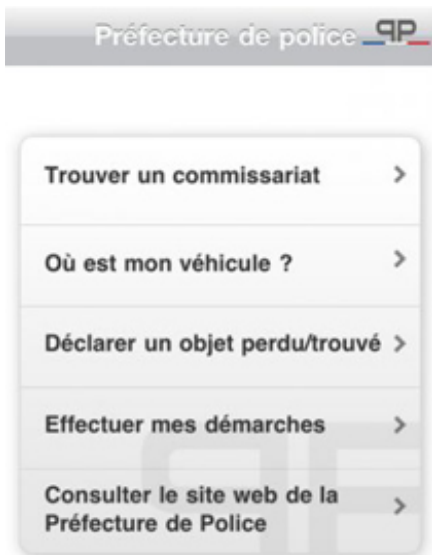 Préfecture de police PP
Trouver un commissariat
Où est mon véhicule ?
Déclarer un objet perdu/trouvé
Effectuer mes démarches
Consulter le site web de la
Préfecture de Police